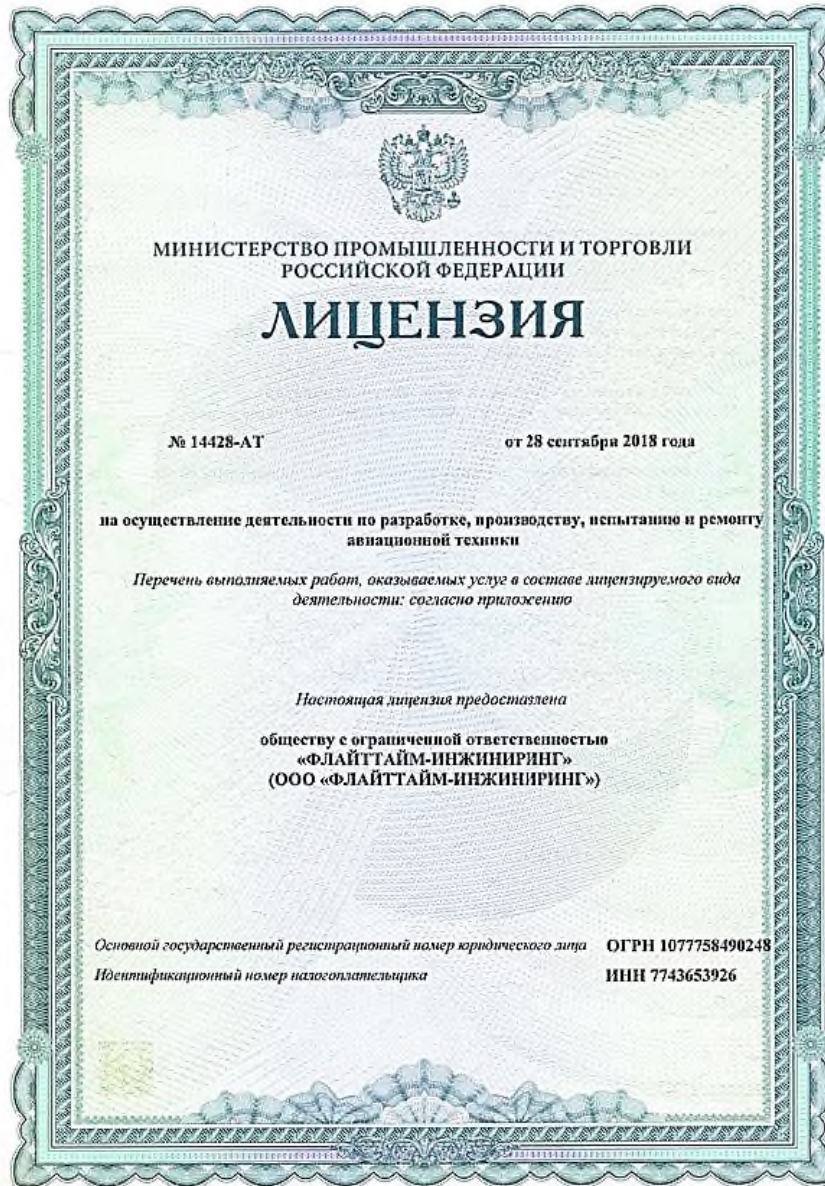 МИНИСТЕРСТВО ПРОМЫШЛЕННОСТИ И ТОРГОВЛИ
РОССИЙСКОЙ ФЕДЕРАЦИИ
ЛИЦЕНЗИЯ
№ 14428-АТ от 28 сентября 2018 года
на осуществление деятельности по разработке, производству, испытанию и ремонту
авиационной техники
Перечень выполняемых работ, оказываемых услуг в составе лицензируемого вида
деятельности: согласно приложению
Настоящая лицензия предоставлена
обществу с ограниченной ответственностью
«ФЛАЙТТАЙМ-ИНЖИНИРИНГ»
(ООО «ФЛАЙТТАЙМ-ИНЖИНИРИНГ»)
Основной государственный регистрационный номер юридического лица ОГРН 1077758490248
Идентификационный номер налогоплательщика ИНН 7743653926